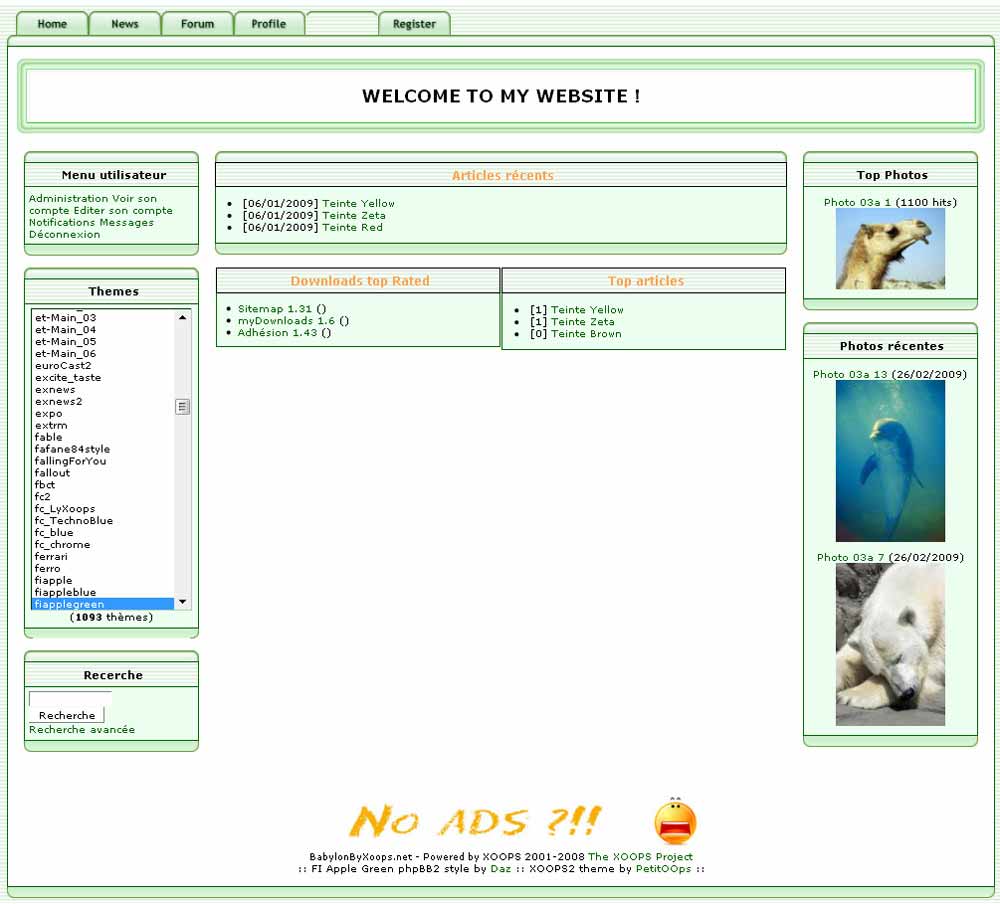 Home
News
Forum
Profile
Register
WELCOME TO MY WEBSITE !
Menu utilisateur
Administration Voir son
compte Editer son compte
Notifications Messages
Déconnexion
Themes
et-Main_03
et-Main_04
et-Main_05
et-Main_06
euroCast2
excite_taste
exnews
exnews2
expo
extrm
fable
fafane84style
fallingForYou
fallout
fbct
fc2
fc_LyXoops
fc_TechnoBlue
fc_blue
fc_chrome
ferrari
ferro
fiapple
fiappleblue
fiapplegreen
(1093 thèmes)
Recerche
Recherche
Recherche avancée
Articles récents
[06/01/2009] Teinte Yellow
[06/01/2009] Teinte Zeta
[06/01/2009] Teinte Red
Downloads top Rated
Sitemap 1.31 ()
myDownloads 1.6 ()
Adhésion 1.43 ()
Top articles
[1] Teinte Yellow
[1] Teinte Zeta
[0] Teinte Brown
Top Photos
Photo 03a 1 (1100 hits)
Photos récentes
Photo 03a 13 (26/02/2009)
Photo 03a 7 (26/02/2009)
No ADS ?!!
BabylonByXoops.net - Powered by XOOPS 2001-2008 The XOOPS Project
:: FI Apple Green phpBB2 style by Daz :: XOOPS2 theme by PetitOOps ::